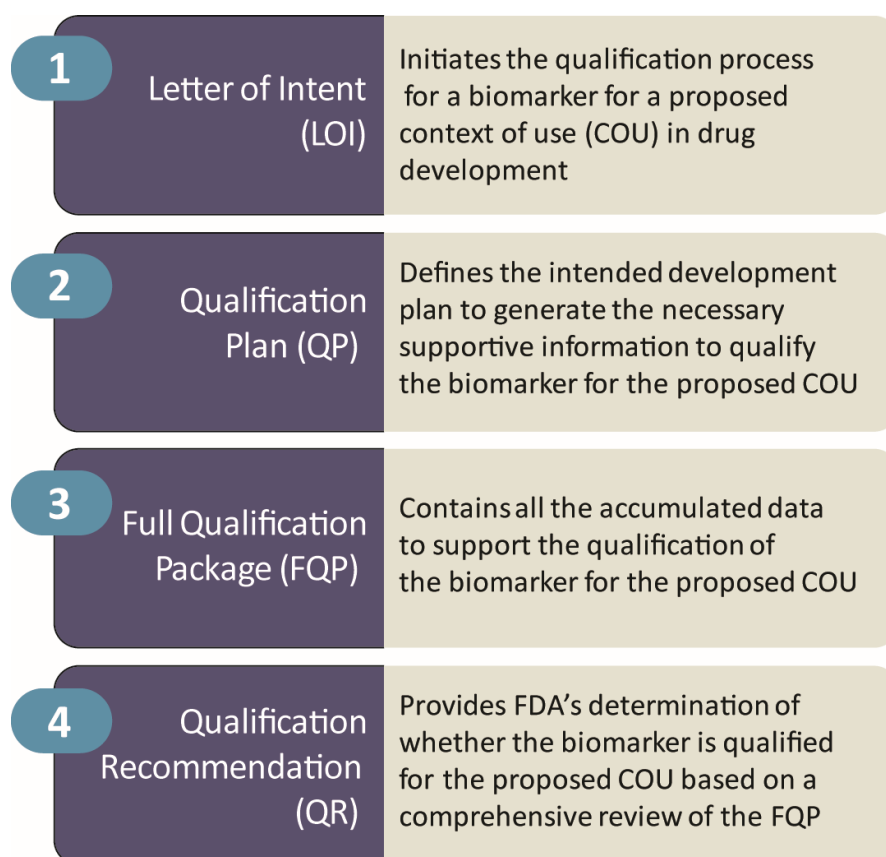 1
Letter of Intent
(LOI)
Initiates the qualification process
for a biomarker for a proposed
context of use (COU) in drug
development
2
Qualification
Plan (QP)
Defines the intended development
plan to generate the necessary
supportive information to qualify
the biomarker for the proposed COU
3
Full Qualification
Package (FQP)
Contains all the accumulated data
to support the qualification of
the biomarker for the proposed COU
4
Qualification
Recommendation
(QR)
Provides FDA’s determination of
whether the biomarker is qualified
for the proposed COU based on a
comprehensive review of the FQP